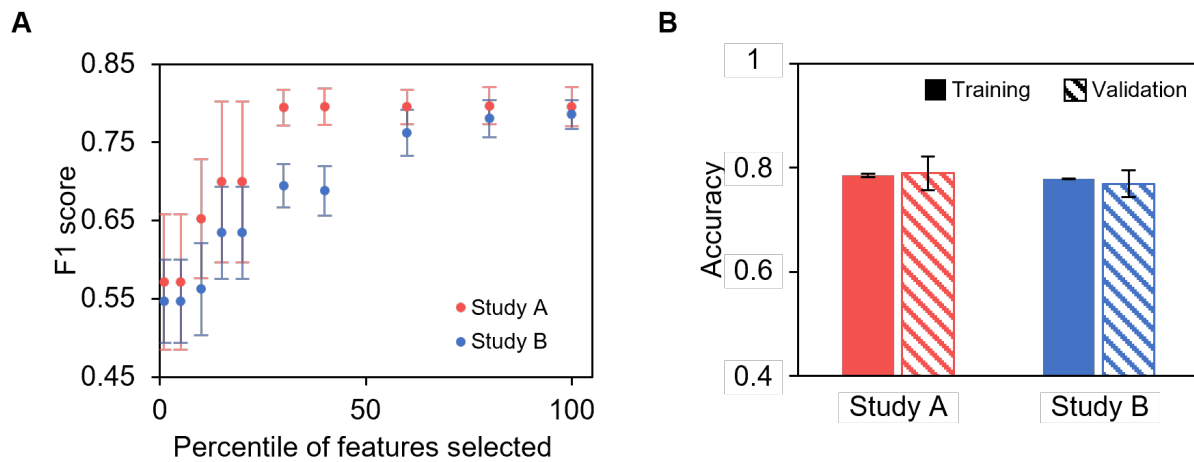 A
0.85
0.75
0.65
0.55
0.45
F1 score
Study A
Study B
0
50
100
Percentile of features selected
B
1
0.8
0.6
0.4
Accuracy
Training
Validation
Study A
Study B